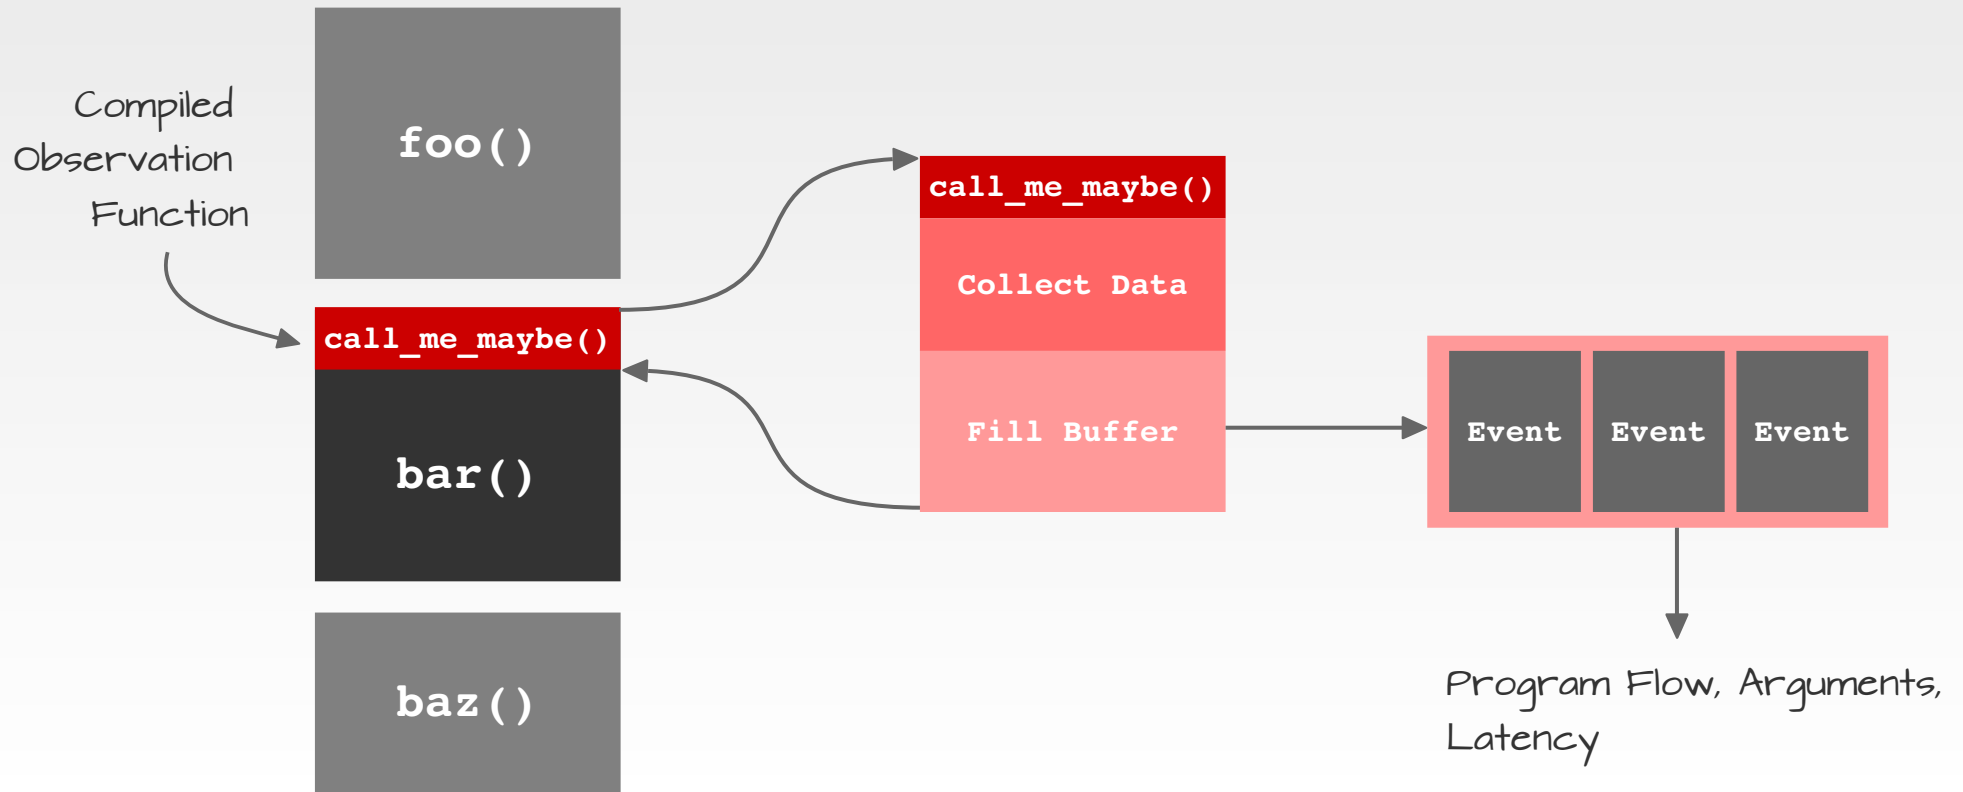 Compiled
Observation
Function
foo()
call_me_maybe()
bar()
baz()
call_me_maybe()
Collect Data
Fill Buffer
Event Event Event
Program Flow, Arguments,
Latency